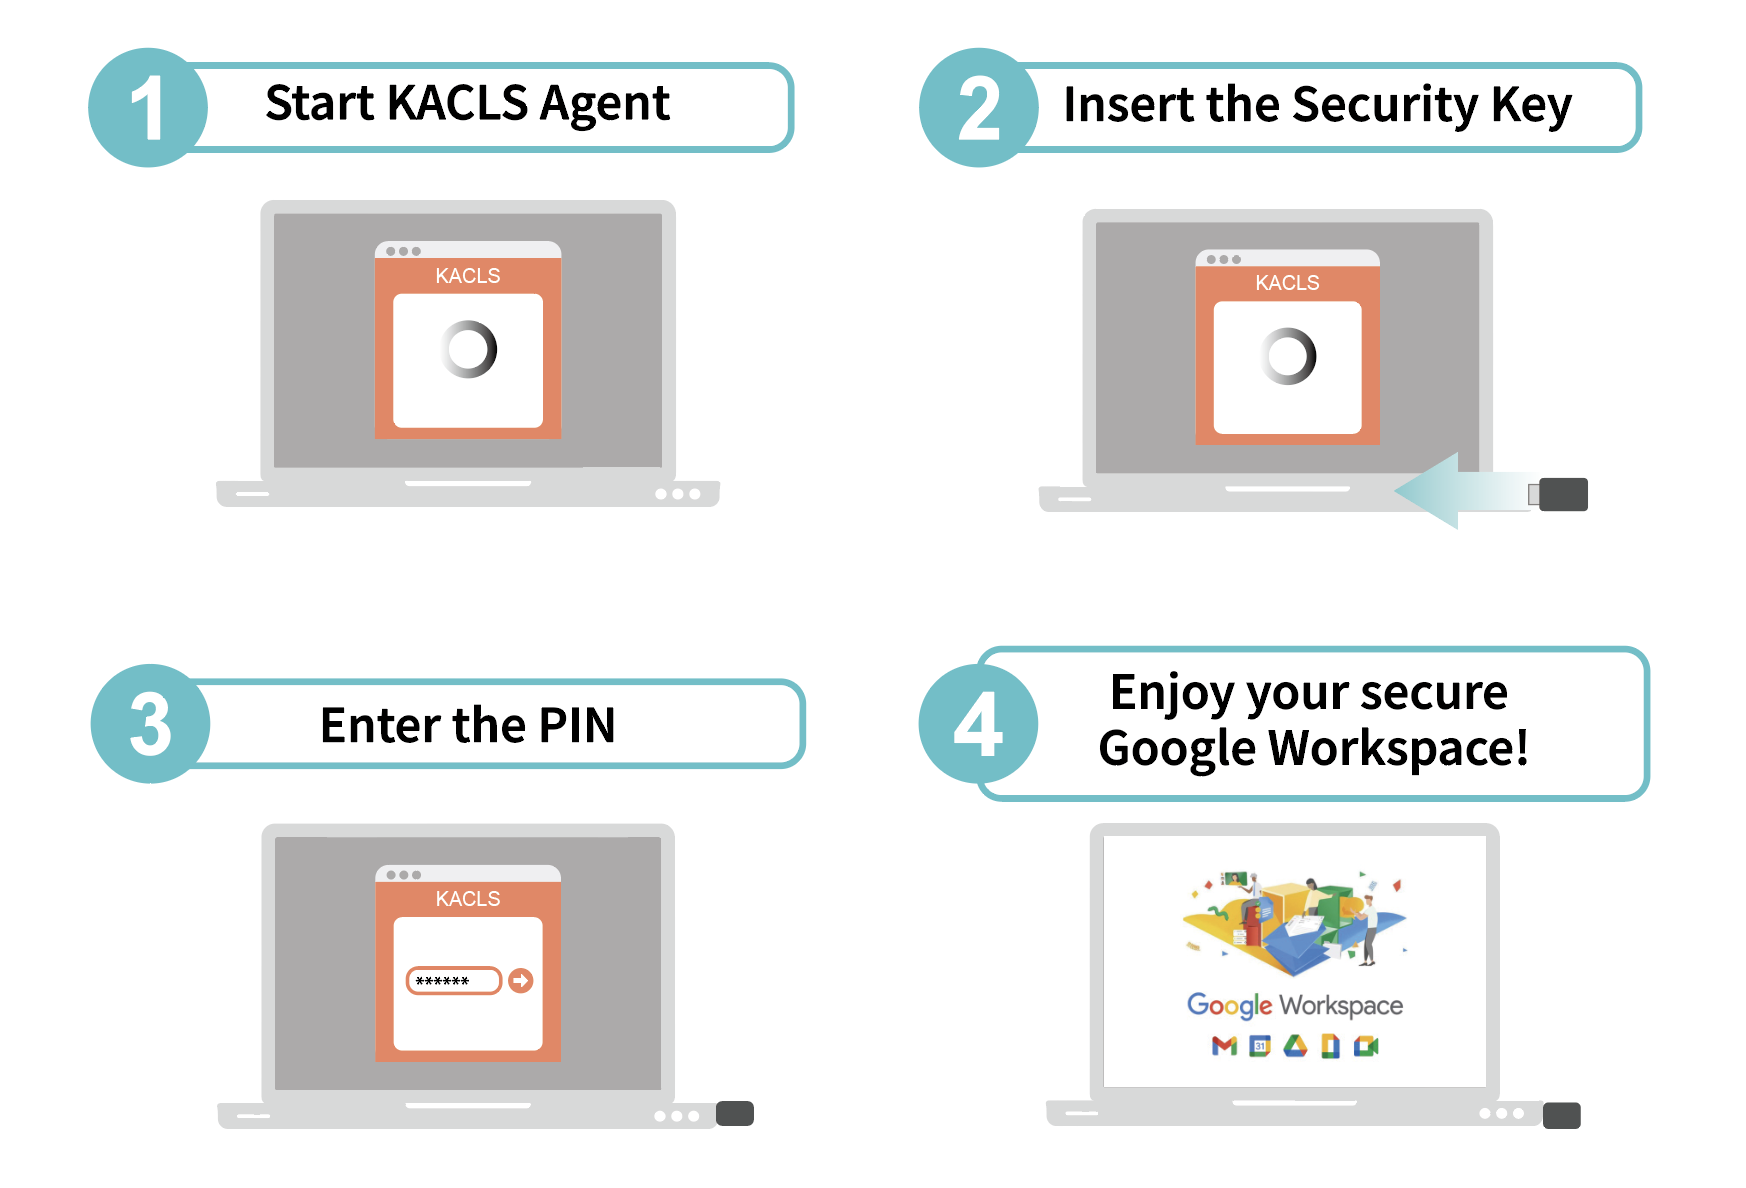 1
Start KACLS Agent
KACLS
2
Insert the Security Key
KACLS
3
Enter the PIN
KACLS
******
4
Enjoy your secure
Google Workspace!
Google Workspace
31